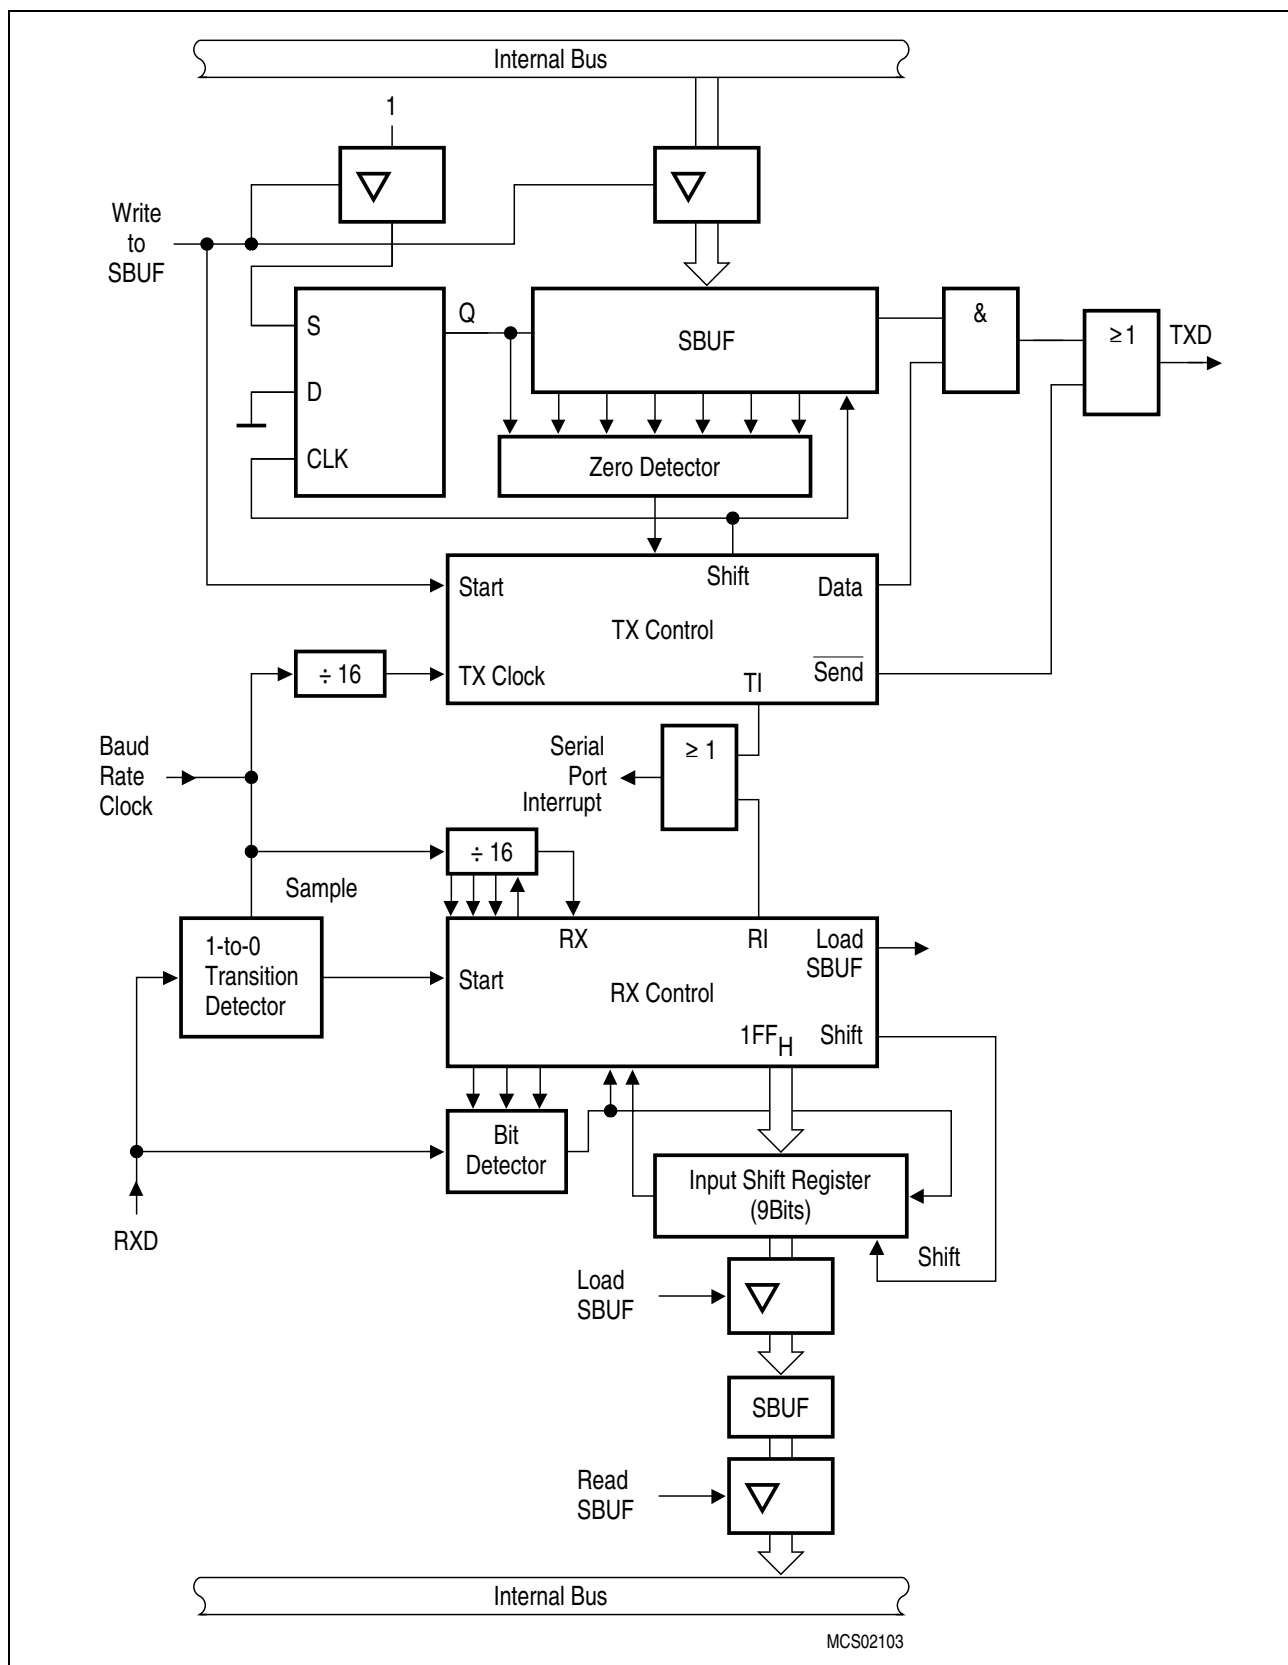 Internal Bus
1
Write
to
SBUF
S
D
CLK
Q
SBUF
&
≥1
TXD
Zero Detector
Start
Shift
Data
TX Control
÷ 16
TX Clock
TI
Send
Baud
Rate
Clock
Serial
Port
Interrupt
≥ 1
÷ 16
Sample
1-to-0
Transition
Detector
RX
RI
Load
SBUF
Start
RX Control
1FFH
Shift
Bit
Detector
Input Shift Register
(9Bits)
RXD
Shift
Load
SBUF
SBUF
Read
SBUF
Internal Bus
MCS02103